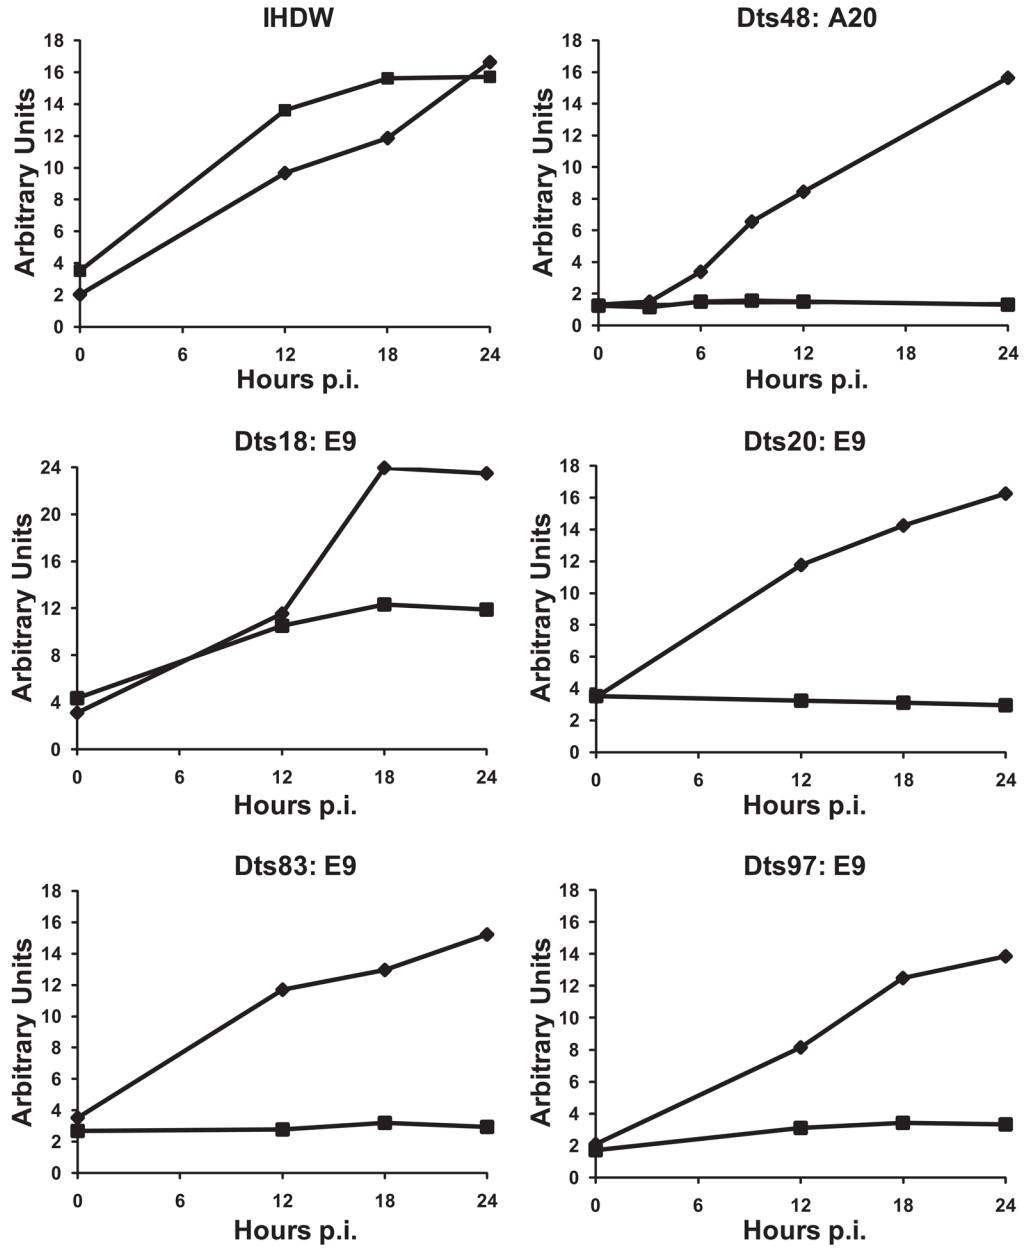 IHDW
18
16
14
12
10
8
6
4
2
0
Arbitrary Units
0 6 12 18 24
Hours p.i.
Dts48: A20
18
16
14
12
10
8
6
4
2
0
Arbitrary Units
0 6 12 18 24
Hours p.i.
Dts18: E9
24
20
16
12
8
4
0
Arbitrary Units
0 6 12 18 24
Hours p.i.
Dts20: E9
18
16
14
12
10
8
6
4
2
0
Arbitrary Units
0 6 12 18 24
Hours p.i.
Dts83: E9
18
16
14
12
10
8
6
4
2
0
Arbitrary Units
0 6 12 18 24
Hours p.i.
Dts97: E9
18
16
14
12
10
8
6
4
2
0
Arbitrary Units
0 6 12 18 24
Hours p.i.